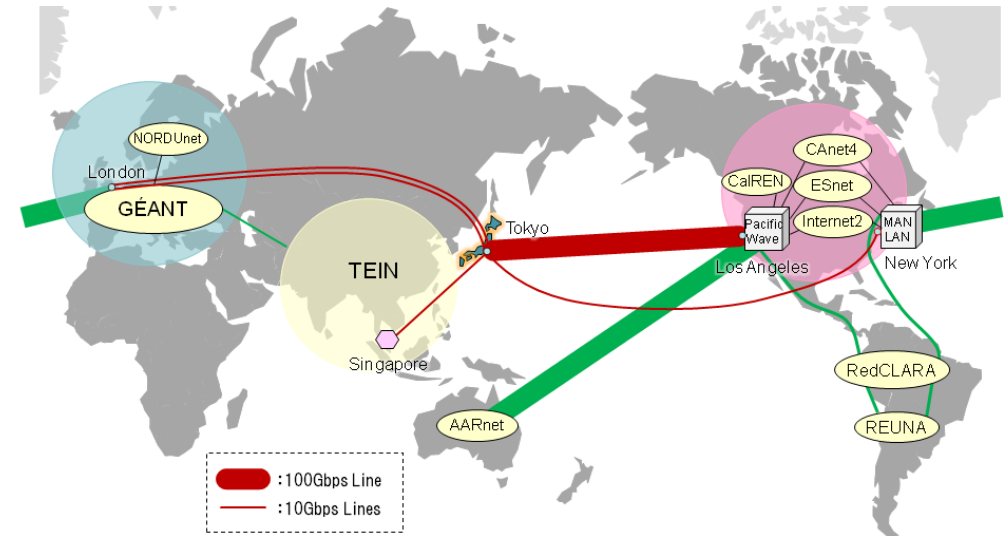 NORDUnet
London
GÉANT
TEIN
Tokyo
Singapore
AARnet
CAnet4
CalREN
ESnet
Internet2
Pacific
Wave
MAN
LAN
Los Angeles
New York
RedCLARA
REUNA
:100Gbps Line
:10Gbps Lines